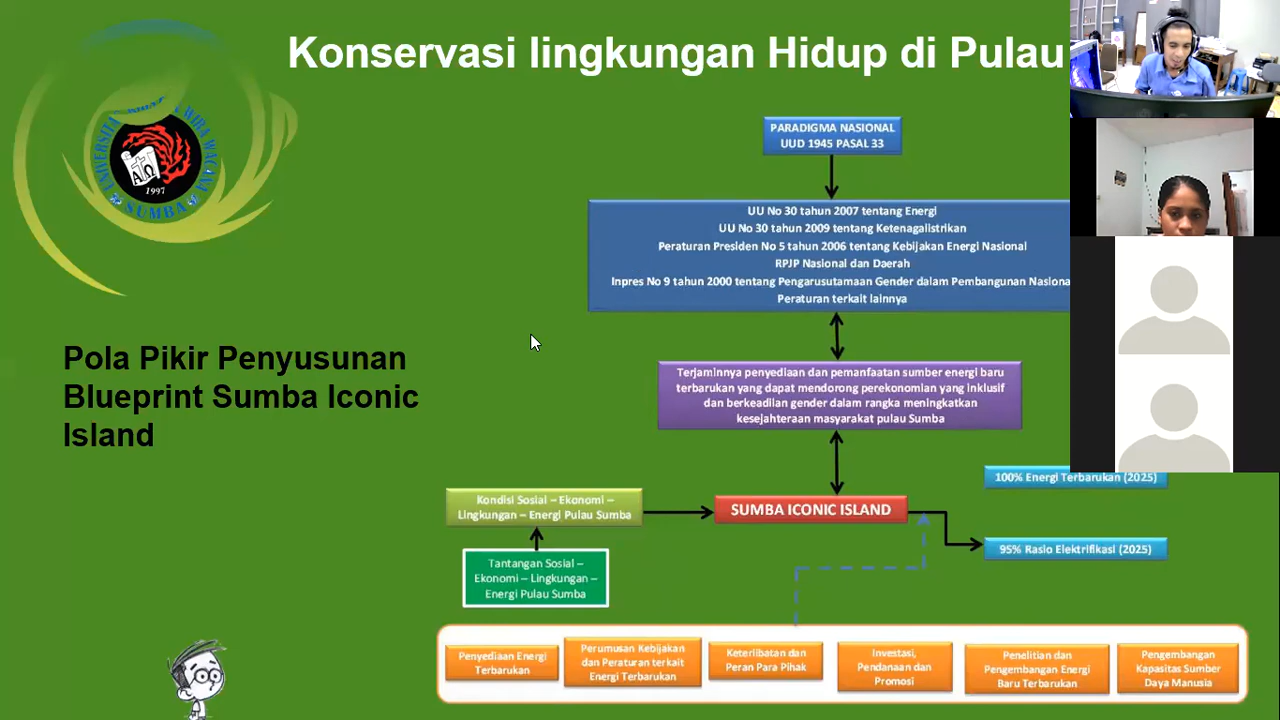 Konservasi lingkungan Hidup di Pulau
WIRA WACANA
1997
SUMBA
PARADIGMA NASIONAL
UUD 1945 PASAL 33
UU No 30 tahun 2007 tentang Energi
UU No 30 tahun 2009 tentang Ketenagalistrikan
Peraturan Presiden No 5 tahun 2006 tentang Kebijakan Energi Nasional
RPJP Nasional dan Daerah
Inpres No 9 tahun 2000 tentang Pengarusutamaan Gender dalam Pembangunan Nasional
Peraturan terkait lainnya
Pola Pikir Penyusunan
Blueprint Sumba Iconic
Island
Terjaminnya penyediaan dan pemanfaatan sumber energi baru
terbarukan yang dapat mendorong perekonomian yang inklusif
dan berkeadilan gender dalam rangka meningkatkan
kesejahteraan masyarakat pulau Sumba
100% Energi Terbarukan (2025)
Kondisi Sosial – Ekonomi –
Lingkungan – Energi Pulau Sumba
SUMBA ICONIC ISLAND
95% Rasio Elektrifikasi (2025)
Tantangan Sosial –
Ekonomi – Lingkungan –
Energi Pulau Sumba
Penyediaan Energi
Terbarukan
Perumusan Kebijakan
dan Peraturan terkait
Energi Terbarukan
Keterlibatan dan
Peran Para Pihak
Investasi,
Pendanaan dan
Promosi
Penelitian dan
Pengembangan Energi
Baru Terbarukan
Pengembangan
Kapasitas Sumber
Daya Manusia